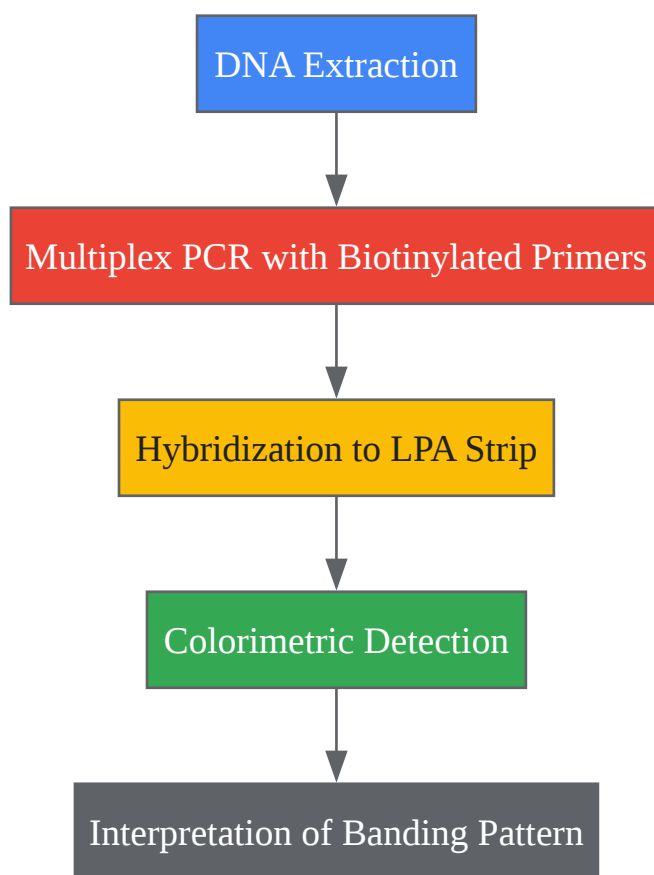 DNA Extraction
Multiplex PCR with Biotinylated Primers
Hybridization to LPA Strip
Colorimetric Detection
Interpretation of Banding Pattern